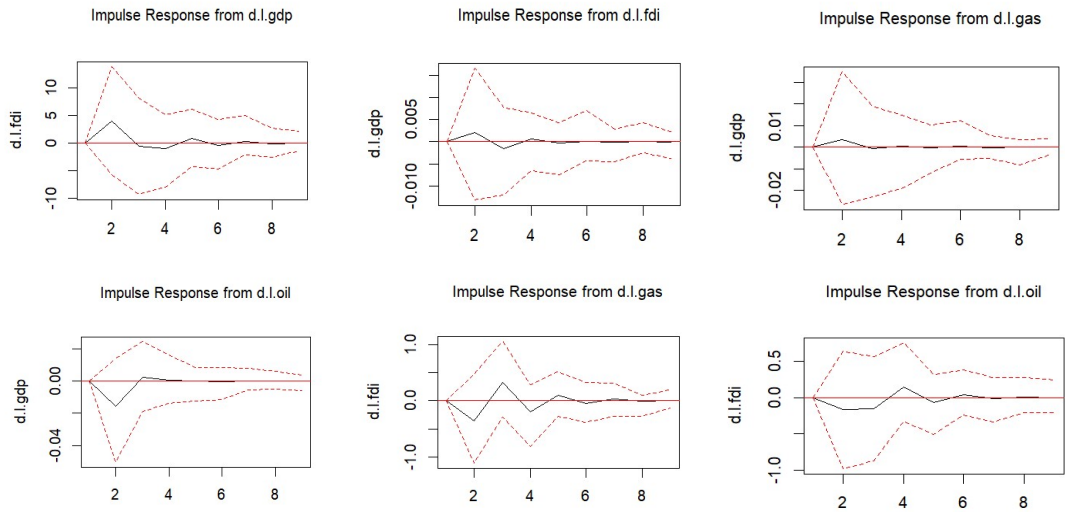 Impulse Response from d.l.gdp
d.l.fdi
10
5
0
-10
2 4 6 8
Impulse Response from d.l.fdi
d.l.gdp
0.005
-0.010
2 4 6 8
Impulse Response from d.l.gas
d.l.gdp
0.01
-0.02
2 4 6 8
Impulse Response from d.l.oil
d.l.gdp
0.00
-0.04
2 4 6 8
Impulse Response from d.l.gas
d.l.fdi
1.0
0.0
-1.0
2 4 6 8
Impulse Response from d.l.oil
d.l.fdi
0.5
0.0
-1.0
2 4 6 8